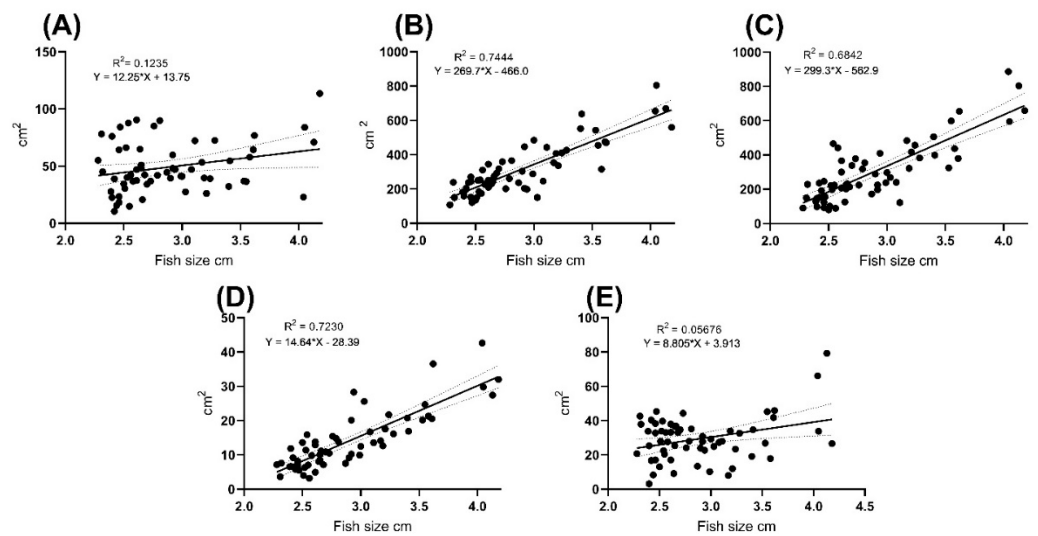 (A)
R² = 0.1235
Y = 12.25*X + 13.75
150
100
50
0
cm²
2.0 2.5 3.0 3.5 4.0
Fish size cm
(B)
R² = 0.7444
Y = 269.7*X - 466.0
1000
800
600
400
200
0
cm²
2.0 2.5 3.0 3.5 4.0
Fish size cm
(C)
R² = 0.6842
Y = 299.3*X - 562.9
1000
800
600
400
200
0
cm²
2.0 2.5 3.0 3.5 4.0
Fish size cm
(D)
R² = 0.7230
Y = 14.64*X - 28.39
50
40
30
20
10
0
cm²
2.0 2.5 3.0 3.5 4.0
Fish size cm
(E)
R² = 0.05676
Y = 8.805*X + 3.913
100
80
60
40
20
0
cm²
2.0 2.5 3.0 3.5 4.0 4.5
Fish size cm